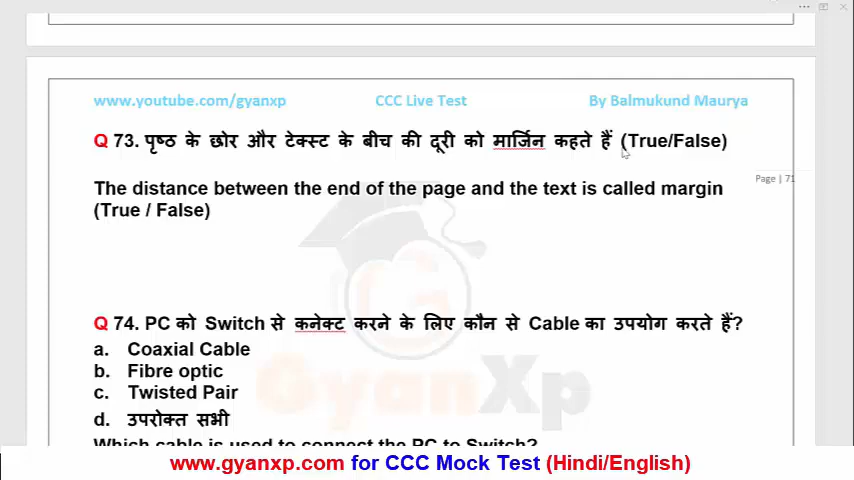 www.youtube.com/gyanxp CCC Live Test By Balmukund Maurya
Q 73. पृष्ठ के छोर और टेक्स्ट के बीच की दूरी को मार्जिन कहते हैं (True/False)
Page | 71
The distance between the end of the page and the text is called margin
(True / False)
Q 74. PC को Switch से कनेक्ट करने के लिए कौन से Cable का उपयोग करते हैं?
a. Coaxial Cable
b. Fibre optic
c. Twisted Pair
d. उपरोक्त सभी
Which cable is used to connect the PC to Switch?
GyanXp
www.gyanxp.com for CCC Mock Test (Hindi/English)